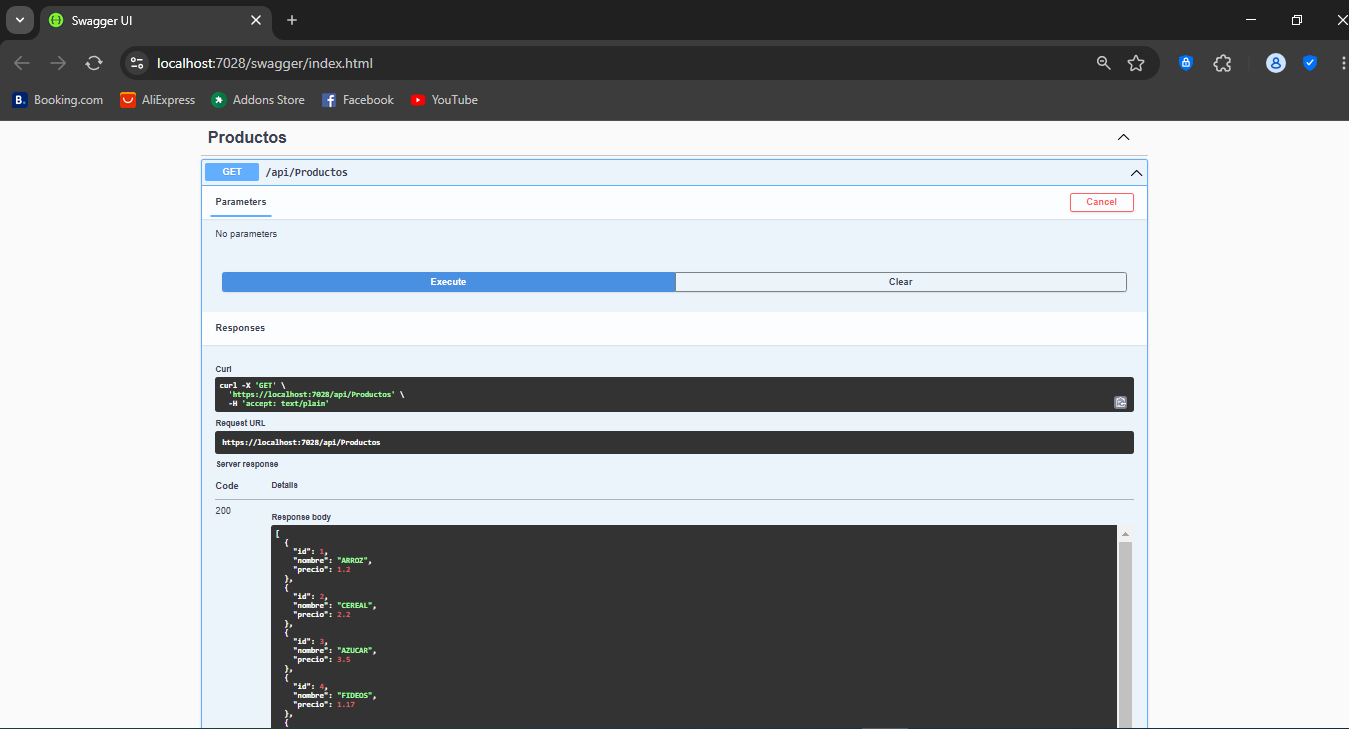 Swagger UI
localhost:7028/swagger/index.html
B. Booking.com AliExpress Addons Store Facebook YouTube
Productos
GET /api/Productos
Parameters Cancel
No parameters
Execute Clear
Responses
Curl
curl -X 'GET' \
'https://localhost:7028/api/Productos' \
-H 'accept: text/plain'
Request URL
https://localhost:7028/api/Productos
Server response
Code Details
200
Response body
[
{
"id": 1,
"nombre": "ARROZ",
"precio": 1.2
},
{
"id": 2,
"nombre": "CEREAL",
"precio": 2.2
},
{
"id": 3,
"nombre": "AZUCAR",
"precio": 3.5
},
{
"id": 4,
"nombre": "FIDEOS",
"precio": 1.17
},
{